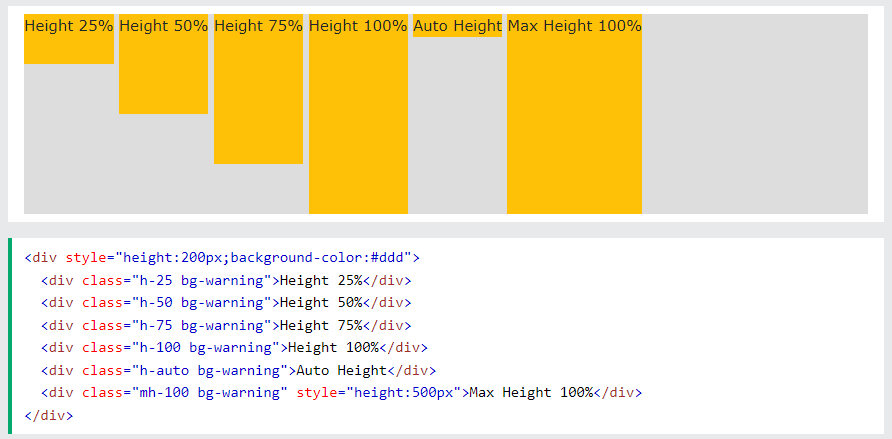 Height 25% Height 50% Height 75% Height 100% Auto Height Max Height 100%
<div style="height:200px;background-color:#ddd">
  <div class="h-25 bg-warning">Height 25%</div>
  <div class="h-50 bg-warning">Height 50%</div>
  <div class="h-75 bg-warning">Height 75%</div>
  <div class="h-100 bg-warning">Height 100%</div>
  <div class="h-auto bg-warning">Auto Height</div>
  <div class="mh-100 bg-warning" style="height:500px">Max Height 100%</div>
</div>